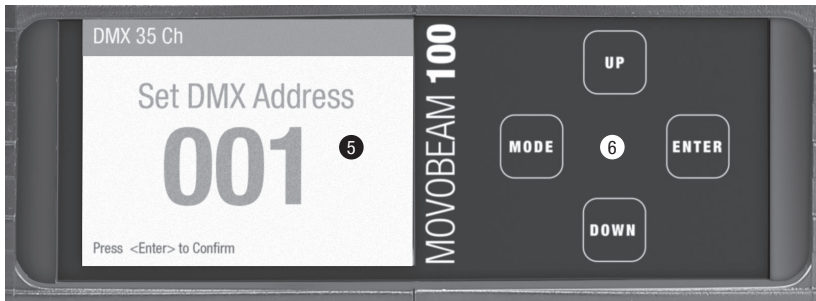 DMX 35 Ch
Set DMX Address
001
5
Press <Enter> to Confirm
MOVOBEAM 100
UP
MODE
6
ENTER
DOWN